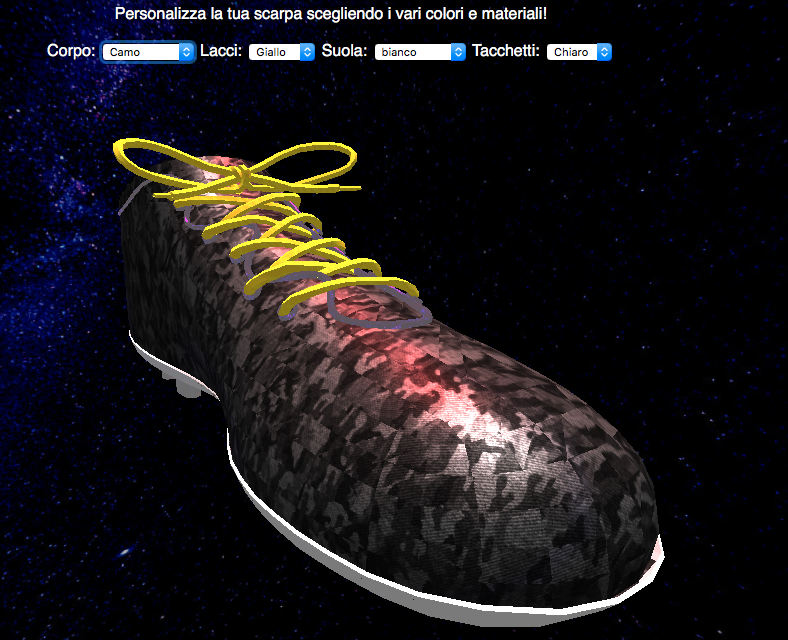 Personalizza la tua scarpa scegliendo i vari colori e materiali!
Corpo: Camo Lacci: Giallo Suola: bianco Tacchetti: Chiaro